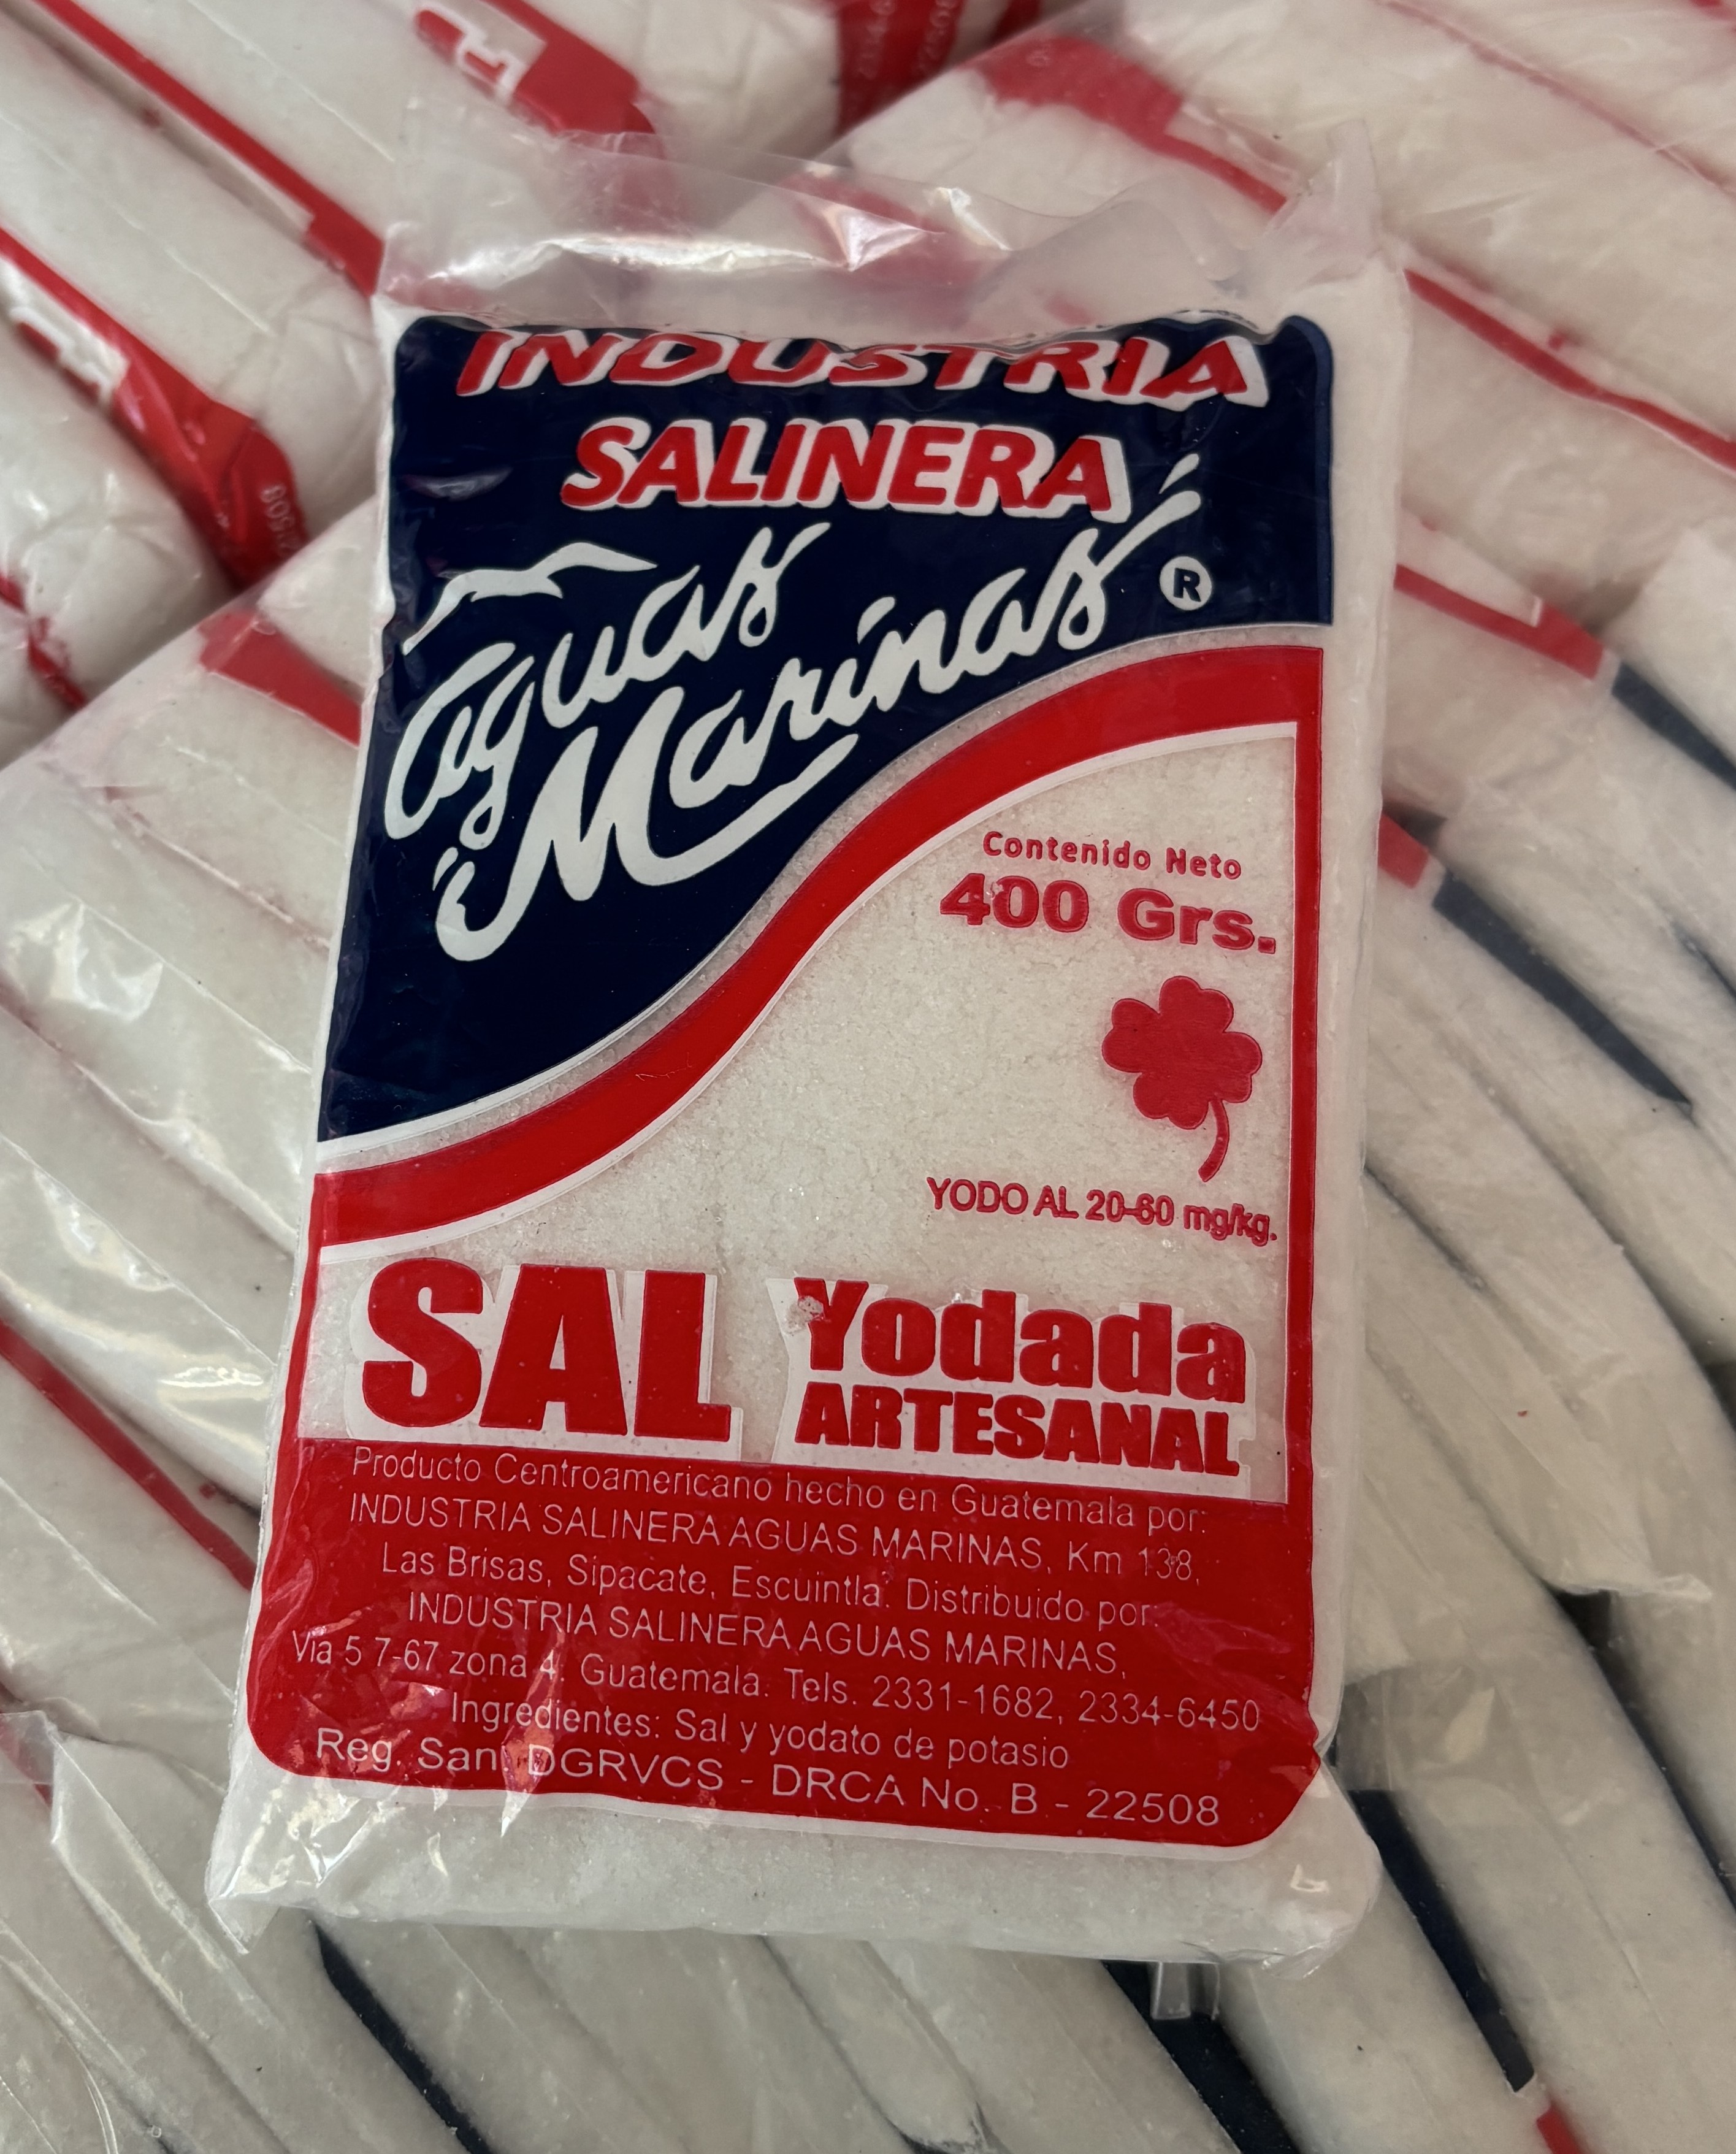 INDUSTRIA
SALINERA
Aguas
Marinas ®
Contenido Neto
400 Grs.
YODO AL 20-60 mg/kg.
SAL Yodada
ARTESANAL
Producto Centroamericano hecho en Guatemala por:
INDUSTRIA SALINERA AGUAS MARINAS, Km 138,
Las Brisas, Sipacate, Escuintla. Distribuido por:
INDUSTRIA SALINERA AGUAS MARINAS,
Via 5 7-67 zona 4. Guatemala. Tels. 2331-1682, 2334-6450
Ingredientes: Sal y yodato de potasio
Reg. San. DGRVCS - DRCA No. B - 22508